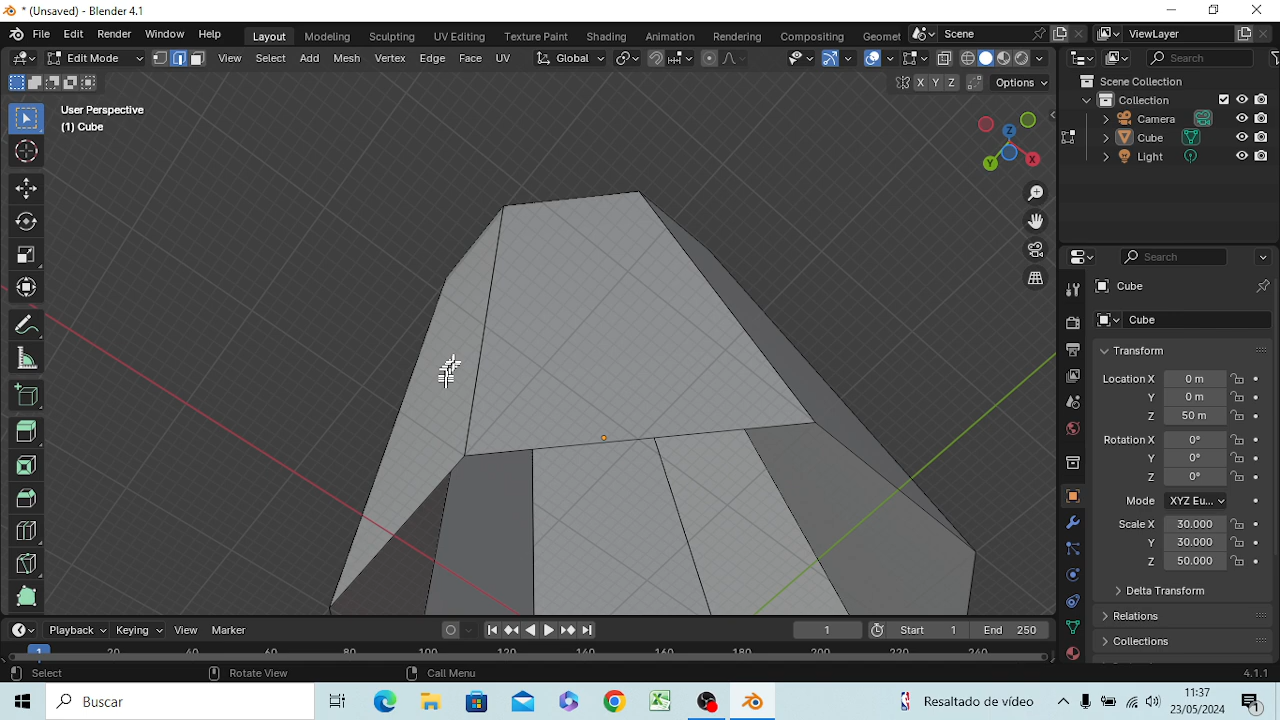 * (Unsaved) - Blender 4.1
File Edit Render Window Help Layout Modeling Sculpting UV Editing Texture Paint Shading Animation Rendering Compositing Geomet Scene ViewLayer
Edit Mode View Select Add Mesh Vertex Edge Face UV Global Search
X Y Z Options
User Perspective
(1) Cube
Scene Collection
Collection
Camera
Cube
Light
Z
X
Y
Search
Cube
Cube
Transform
Location X 0 m
Y 0 m
Z 50 m
Rotation X 0°
Y 0°
Z 0°
Mode XYZ Eu...
Scale X 30.000
Y 30.000
Z 50.000
Delta Transform
Relations
Collections
Playback Keying View Marker 1 Start 1 End 250
1 20 40 60 80 100 120 140 160 180 200 220 240
Select Rotate View Call Menu 4.1.1
Buscar Resaltado de vídeo 11:37
23/05/2024
1